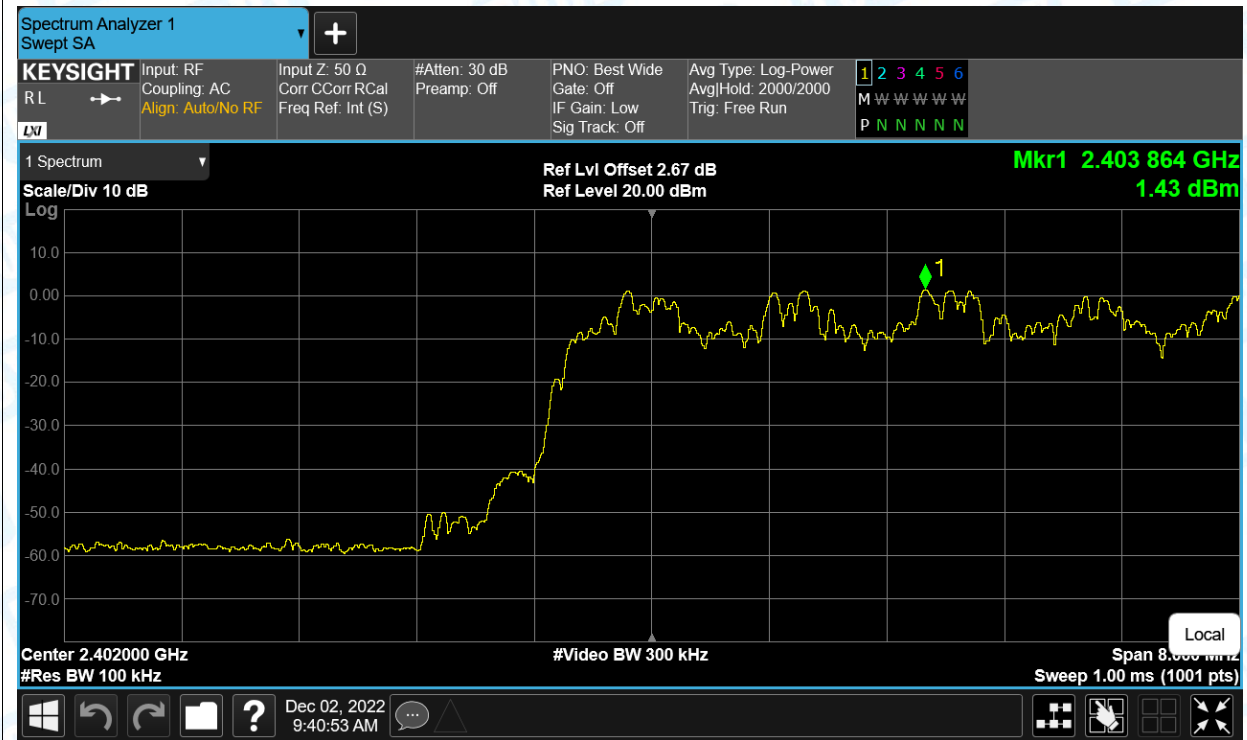 Spectrum Analyzer 1
Swept SA
+
KEYSIGHT
R L
LXI
Input: RF
Coupling: AC
Align: Auto/No RF
Input Z: 50 Ω
Corr CCorr RCal
Freq Ref: Int (S)
#Atten: 30 dB
Preamp: Off
PNO: Best Wide
Gate: Off
IF Gain: Low
Sig Track: Off
Avg Type: Log-Power
Avg|Hold: 2000/2000
Trig: Free Run
1 2 3 4 5 6
M W W W W W
P N N N N N
1 Spectrum
Scale/Div 10 dB
Log
Ref Lvl Offset 2.67 dB
Ref Level 20.00 dBm
Mkr1 2.403 864 GHz
1.43 dBm
1
10.0
0.00
-10.0
-20.0
-30.0
-40.0
-50.0
-60.0
-70.0
Local
Center 2.402000 GHz
#Video BW 300 kHz
Span 8.000 MHz
#Res BW 100 kHz
Sweep 1.00 ms (1001 pts)
?
Dec 02, 2022
9:40:53 AM